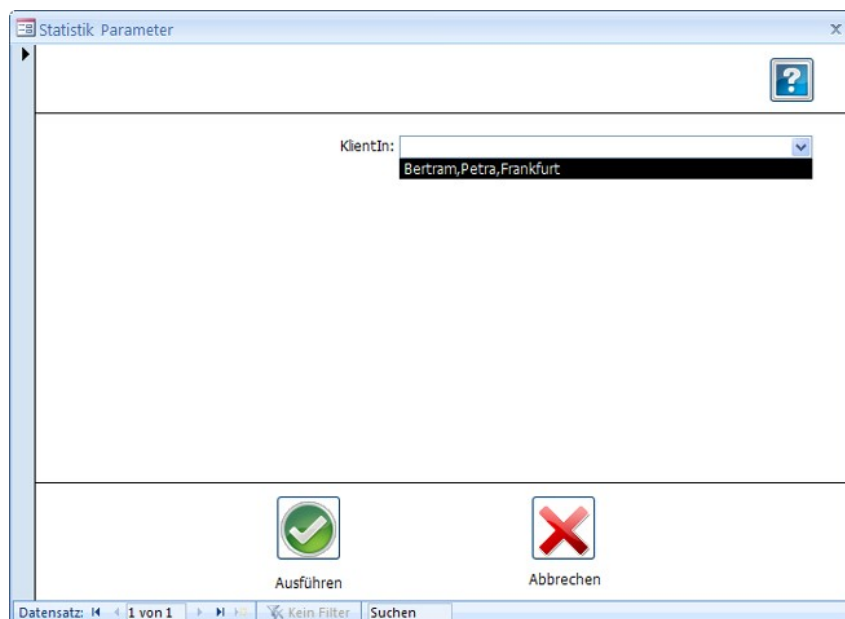 Statistik Parameter
KlientIn:
Bertram,Petra,Frankfurt
Ausführen
Abbrechen
Datensatz: 1 von 1 Kein Filter Suchen